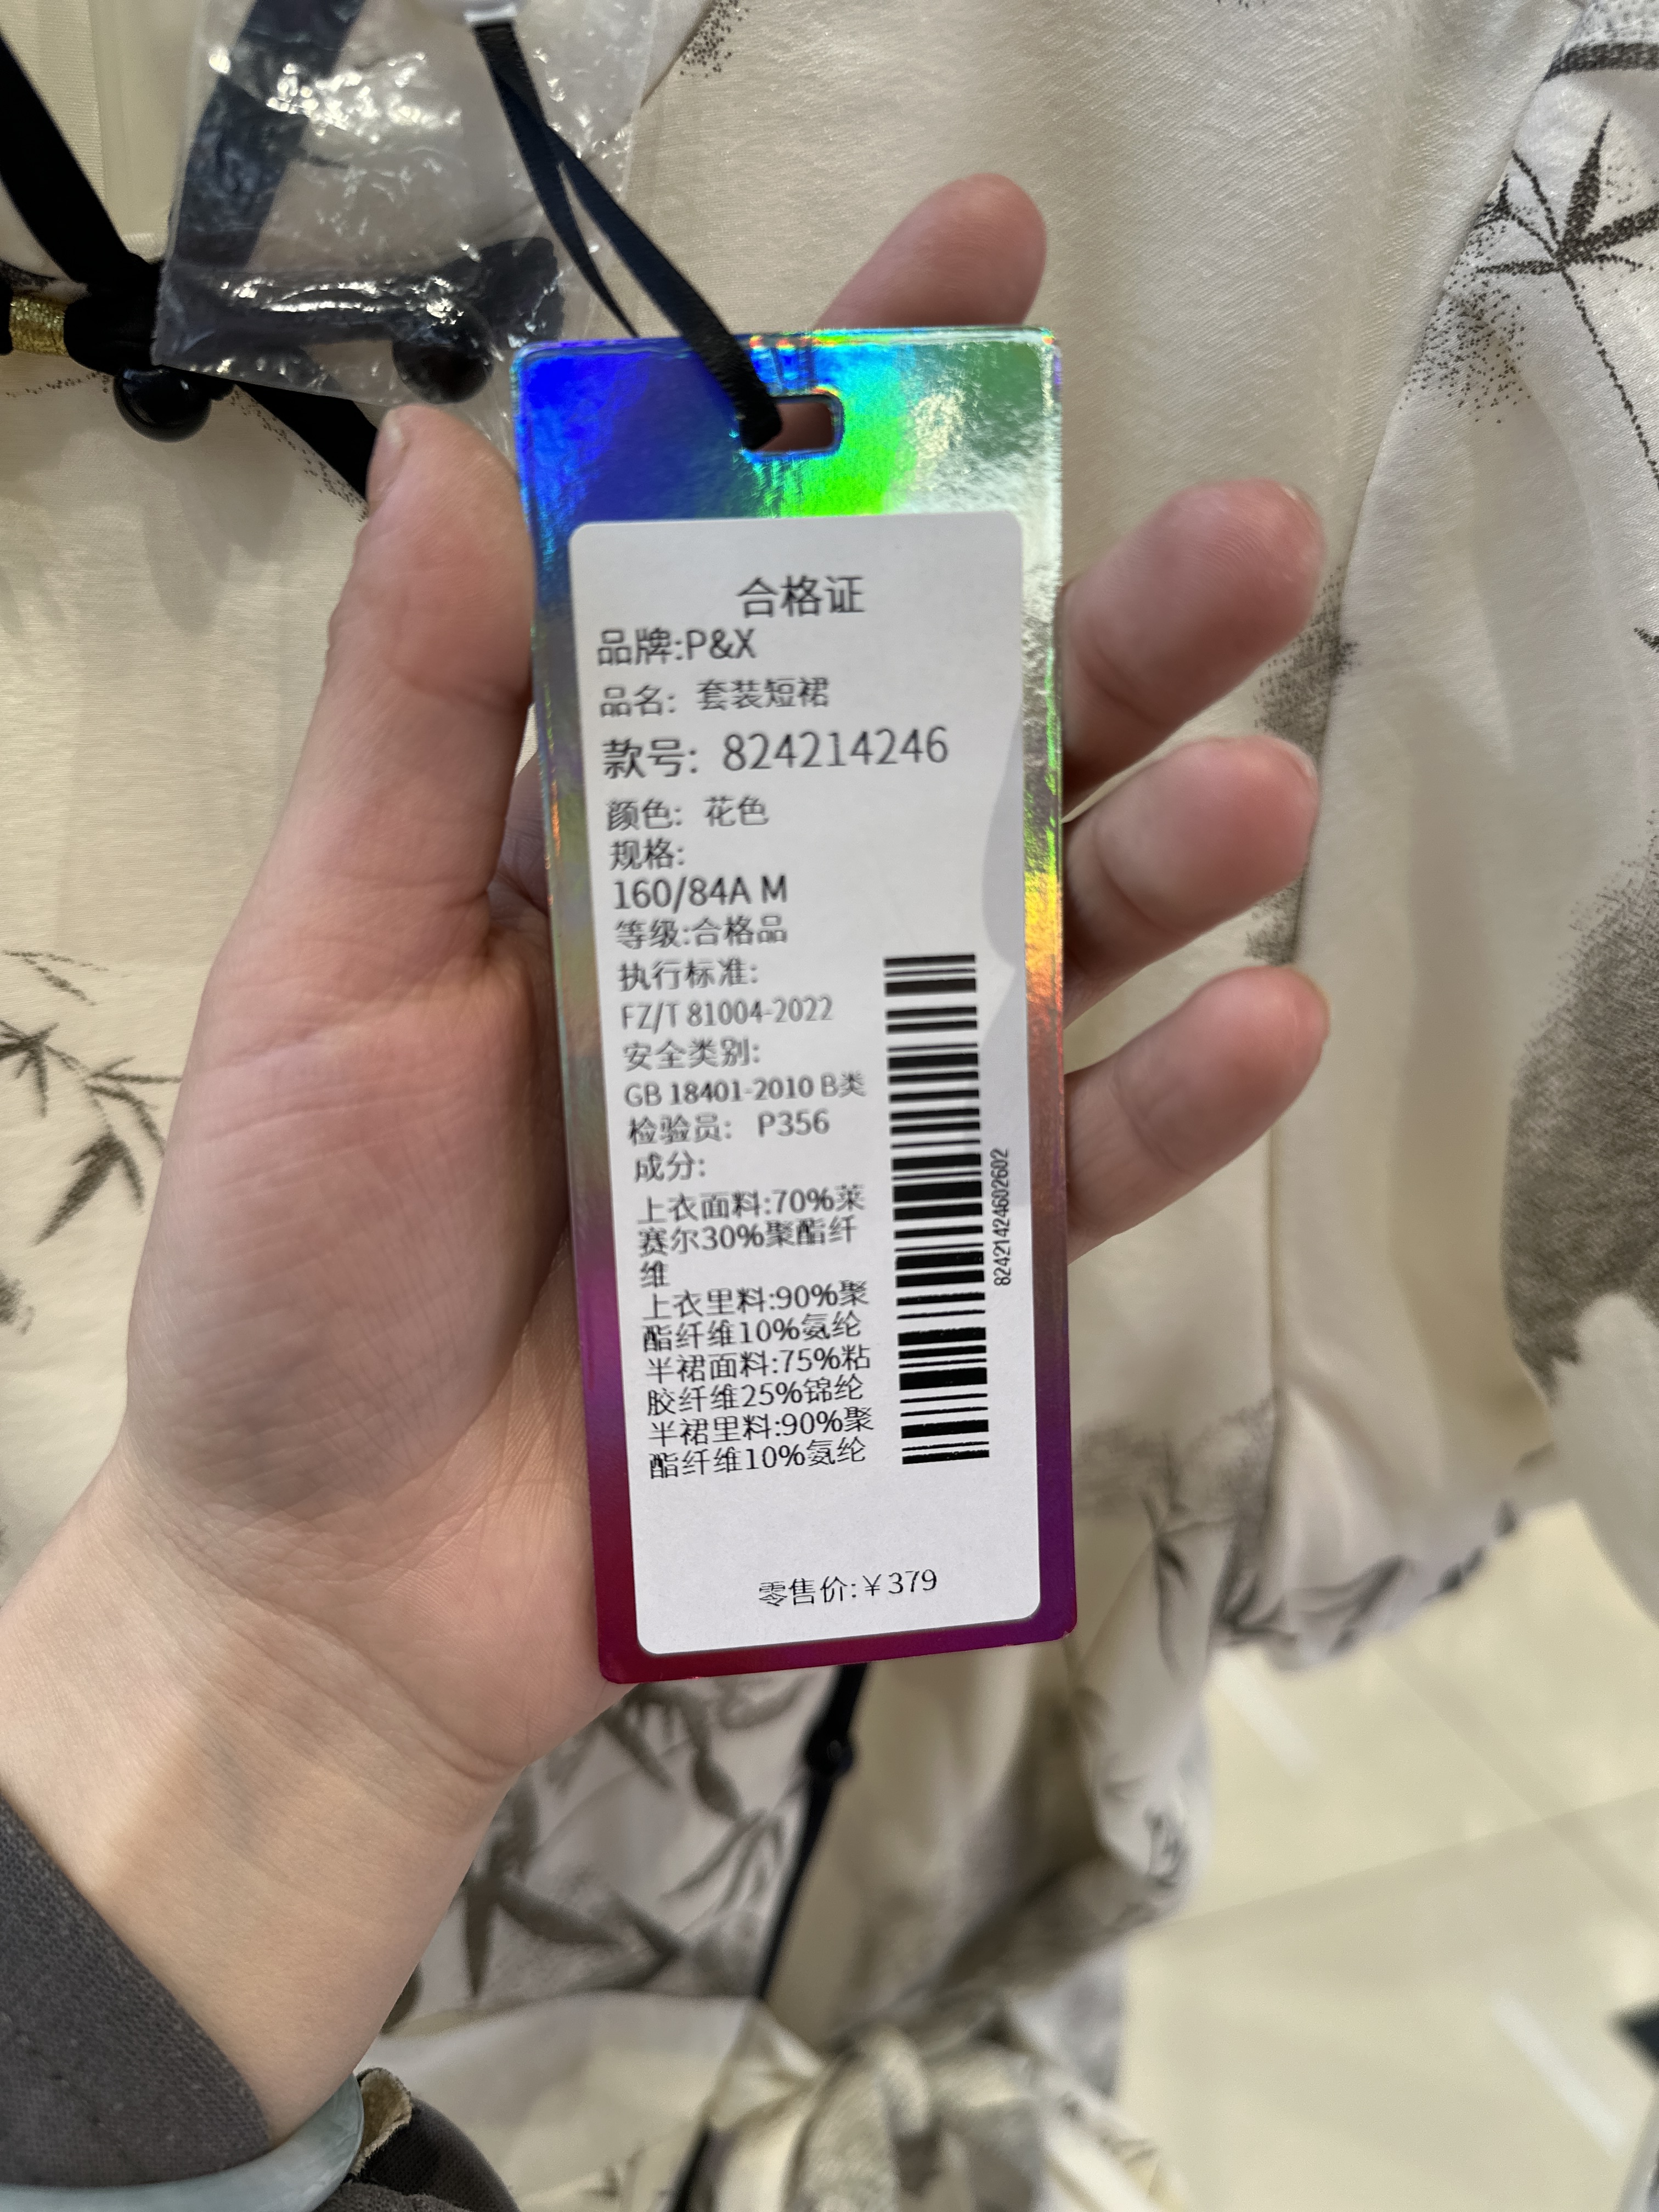 合格证
品牌:P&X
品名: 套装短裙
款号: 824214246
颜色: 花色
规格:
160/84A M
等级:合格品
执行标准:
FZ/T 81004-2022
安全类别:
GB 18401-2010 B类
检验员: P356
成分:
上衣面料:70%莱
赛尔30%聚酯纤
维
上衣里料:90%聚
酯纤维10%氨纶
半裙面料:75%粘
胶纤维25%锦纶
半裙里料:90%聚
酯纤维10%氨纶
82421424602602
零售价:¥379